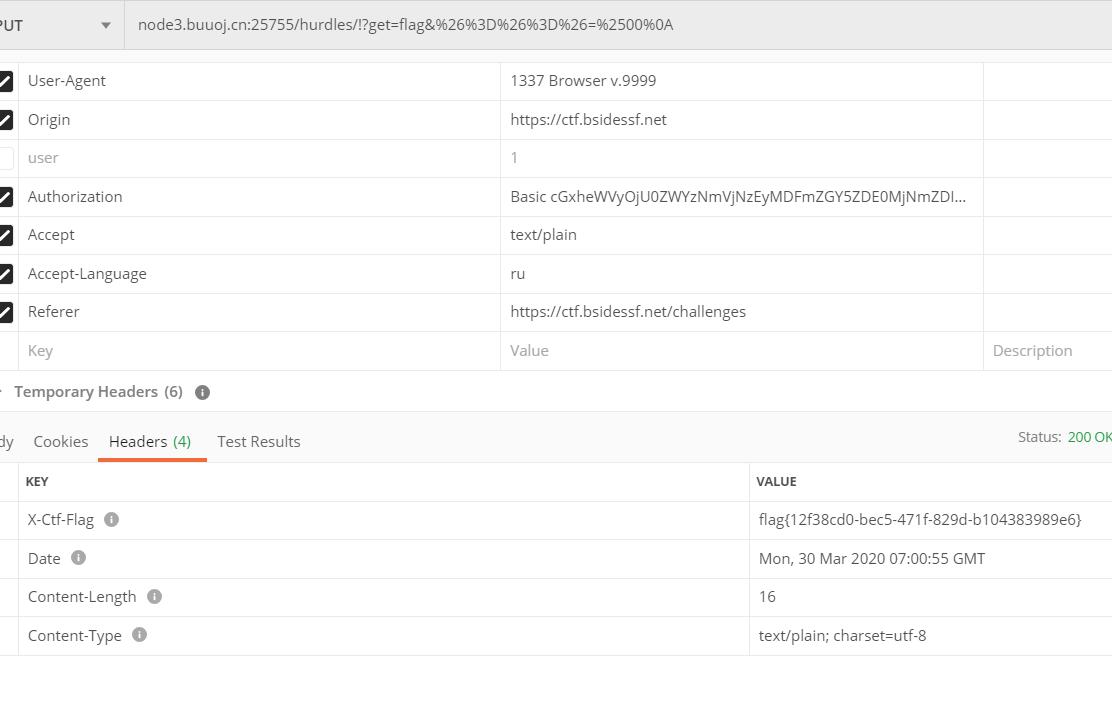 PUT node3.buuoj.cn:25755/hurdles/!?get=flag&%26%3D%26%3D%26=%2500%0A
User-Agent 1337 Browser v.9999
Origin https://ctf.bsidessf.net
user 1
Authorization Basic cGxheWVyOjU0ZWYzNmVjNzEyMDFmZGY5ZDE0MjNmZDI...
Accept text/plain
Accept-Language ru
Referer https://ctf.bsidessf.net/challenges
Key Value Description
Temporary Headers (6)
dy Cookies Headers (4) Test Results Status: 200 OK
KEY VALUE
X-Ctf-Flag flag{12f38cd0-bec5-471f-829d-b104383989e6}
Date Mon, 30 Mar 2020 07:00:55 GMT
Content-Length 16
Content-Type text/plain; charset=utf-8